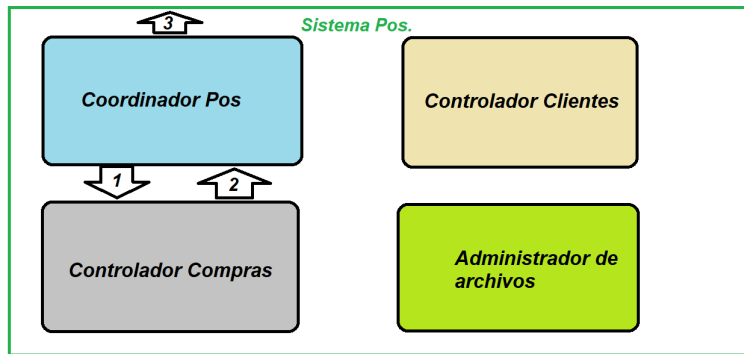 3
Sistema Pos.
Coordinador Pos
Controlador Clientes
1
2
Controlador Compras
Administrador de
archivos